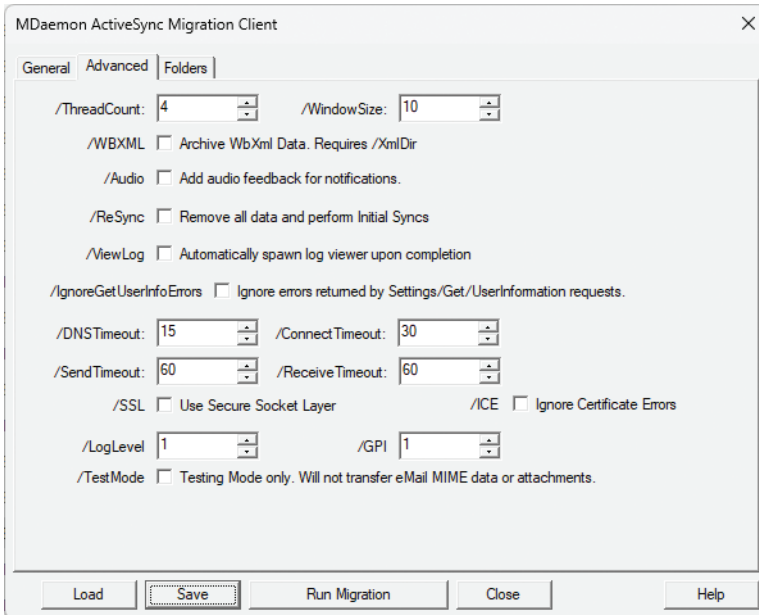 MDaemon ActiveSync Migration Client
General Advanced Folders
/ThreadCount: 4 /WindowSize: 10
/WBXML Archive WbXml Data. Requires /XmlDir
/Audio Add audio feedback for notifications.
/ReSync Remove all data and perform Initial Syncs
/ViewLog Automatically spawn log viewer upon completion
/IgnoreGetUserInfoErrors Ignore errors returned by Settings/Get/UserInformation requests.
/DNSTimeout: 15 /ConnectTimeout: 30
/SendTimeout: 60 /ReceiveTimeout: 60
/SSL Use Secure Socket Layer /ICE Ignore Certificate Errors
/LogLevel 1 /GPI 1
/TestMode Testing Mode only. Will not transfer eMail MIME data or attachments.
Load Save Run Migration Close Help